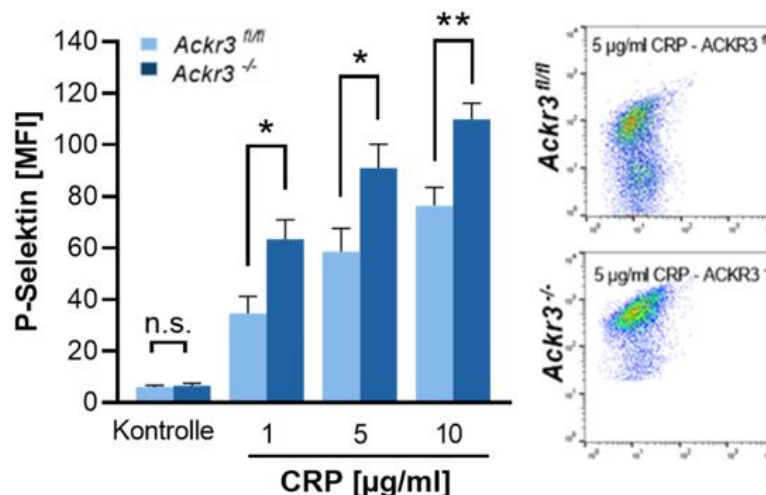 P-Selektin [MFI]
140
120
100
80
60
40
20
0
Ackr3 fl/fl
Ackr3 -/-
n.s.
*
*
**
Kontrolle
1
5
10
CRP [µg/ml]
Ackr3 fl/fl
5 µg/ml CRP - ACKR3
Ackr3 -/-
5 µg/ml CRP - ACKR3